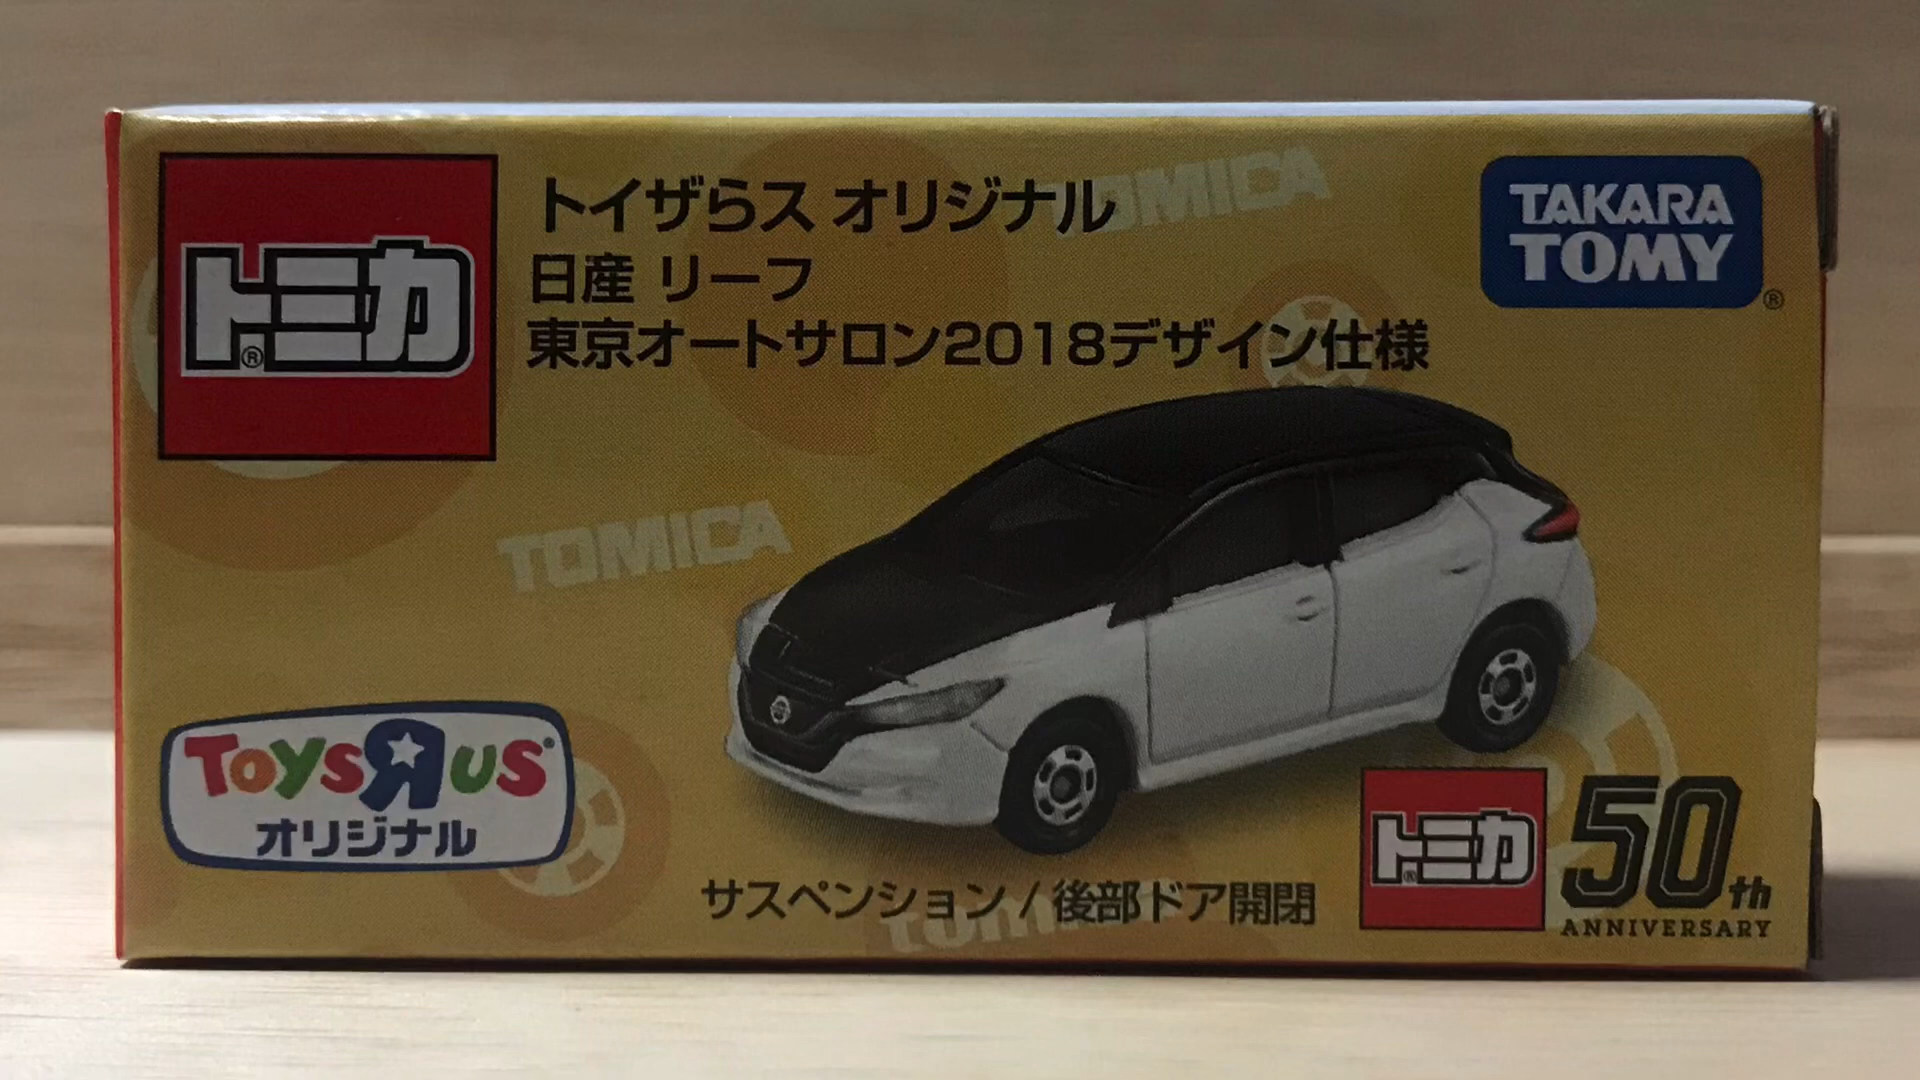 トミカ®
トイザらス オリジナル
日産 リーフ
東京オートサロン2018デザイン仕様
TAKARA
TOMY
®
TOMICA
TOMICA
TOYSЯUS
オリジナル
サスペンション / 後部ドア開閉
トミカ®
50th
ANNIVERSARY